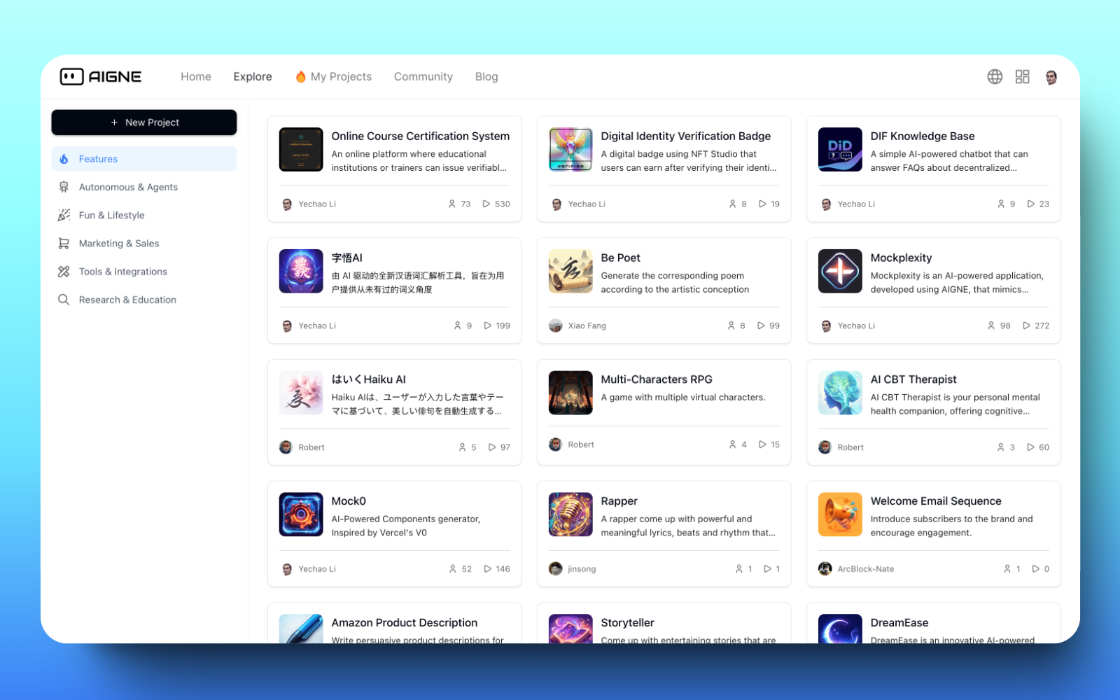 AIGNE
Home
Explore
My Projects
Community
Blog
+ New Project
Features
Autonomous & Agents
Fun & Lifestyle
Marketing & Sales
Tools & Integrations
Research & Education
Online Course Certification System
An online platform where educational
institutions or trainers can issue verifiabl...
Yechao Li
73
530
Digital Identity Verification Badge
A digital badge using NFT Studio that
users can earn after verifying their identi...
Yechao Li
8
19
DiD
DIF Knowledge Base
A simple AI-powered chatbot that can
answer FAQs about decentralized...
Yechao Li
9
23
字悟AI
由 AI 驱动的全新汉语词汇解析工具，旨在为用
户提供从未有过的词义角度
Yechao Li
9
199
Be Poet
Generate the corresponding poem
according to the artistic conception
Xiao Fang
8
99
Mockplexity
Mockplexity is an AI-powered application,
developed using AIGNE, that mimics...
Yechao Li
98
272
はいくHaiku AI
Haiku AIは、ユーザーが入力した言葉やテー
マに基づいて、美しい俳句を自動生成する...
Robert
5
97
Multi-Characters RPG
A game with multiple virtual characters.
Robert
4
15
AI CBT Therapist
AI CBT Therapist is your personal mental
health companion, offering cognitive...
Robert
3
60
Mock0
AI-Powered Components generator,
Inspired by Vercel's V0
Yechao Li
52
146
Rapper
A rapper come up with powerful and
meaningful lyrics, beats and rhythm that...
jinsong
1
1
Welcome Email Sequence
Introduce subscribers to the brand and
encourage engagement.
ArcBlock-Nate
1
0
Amazon Product Description
Write persuasive product descriptions for
Storyteller
Come up with entertaining stories that are
DreamEase
DreamEase is an innovative AI-powered